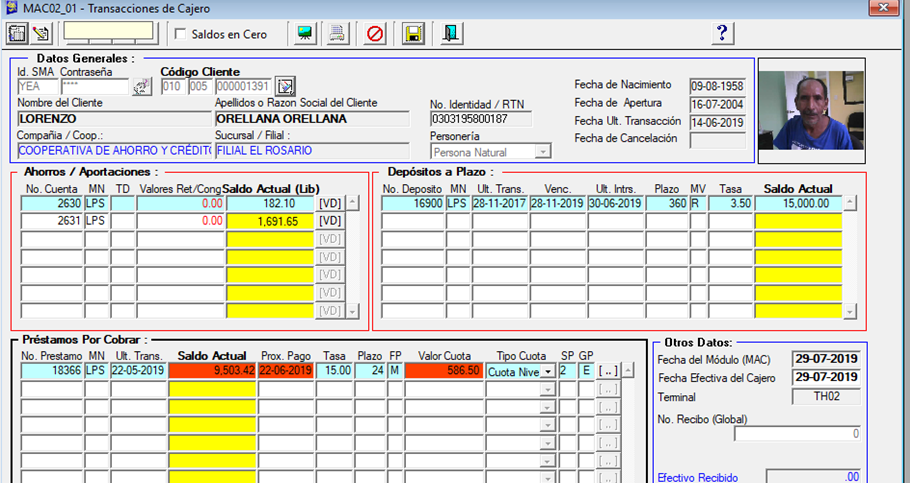 MAC02_01 - Transacciones de Cajero
Saldos en Cero
?
Datos Generales :
Id. SMA Contraseña Código Cliente
YEA **** 010 005 000001391
Nombre del Cliente Apellidos o Razon Social del Cliente No. Identidad / RTN
LORENZO ORELLANA ORELLANA 0303195800187
Compañia / Coop.: Sucursal / Filial : Personería
COOPERATIVA DE AHORRO Y CRÉDIT FILIAL EL ROSARIO Persona Natural
Fecha de Nacimiento 09-08-1958
Fecha de Apertura 16-07-2004
Fecha Ult. Transacción 14-06-2019
Fecha de Cancelación
Ahorros / Aportaciones :
No. Cuenta MN TD Valores Ret/Cong Saldo Actual (Lib)
2630 LPS 0.00 182.10 [VD]
2631 LPS 0.00 1,691.65 [VD]
[VD]
[VD]
[VD]
[VD]
[VD]
Depósitos a Plazo :
No. Deposito MN Ult. Trans. Venc. Ult. Intrs. Plazo MV Tasa Saldo Actual
16900 LPS 28-11-2017 28-11-2019 30-06-2019 360 R 3.50 15,000.00
Préstamos Por Cobrar :
No. Prestamo MN Ult. Trans. Saldo Actual Prox. Pago Tasa Plazo FP Valor Cuota Tipo Cuota SP GP
18366 LPS 22-05-2019 9,503.42 22-06-2019 15.00 24 M 586.50 Cuota Nive 2 E [ .. ]
[ .. ]
[ .. ]
[ .. ]
[ .. ]
[ .. ]
[ .. ]
Otros Datos:
Fecha del Módulo (MAC) 29-07-2019
Fecha Efectiva del Cajero 29-07-2019
Terminal TH02
No. Recibo (Global)
0
Efectivo Recibido .00